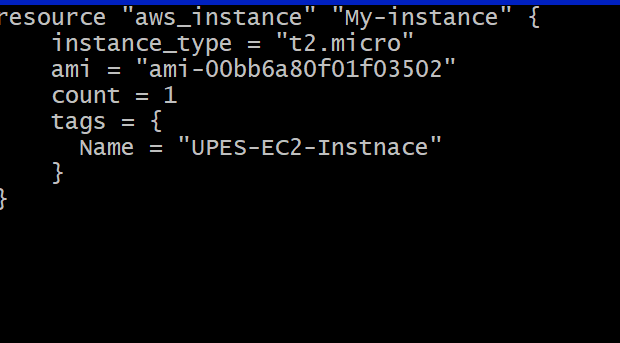 resource "aws_instance" "My-instance" {
instance_type = "t2.micro"
ami = "ami-00bb6a80f01f03502"
count = 1
tags = {
Name = "UPES-EC2-Instnace"
}
}